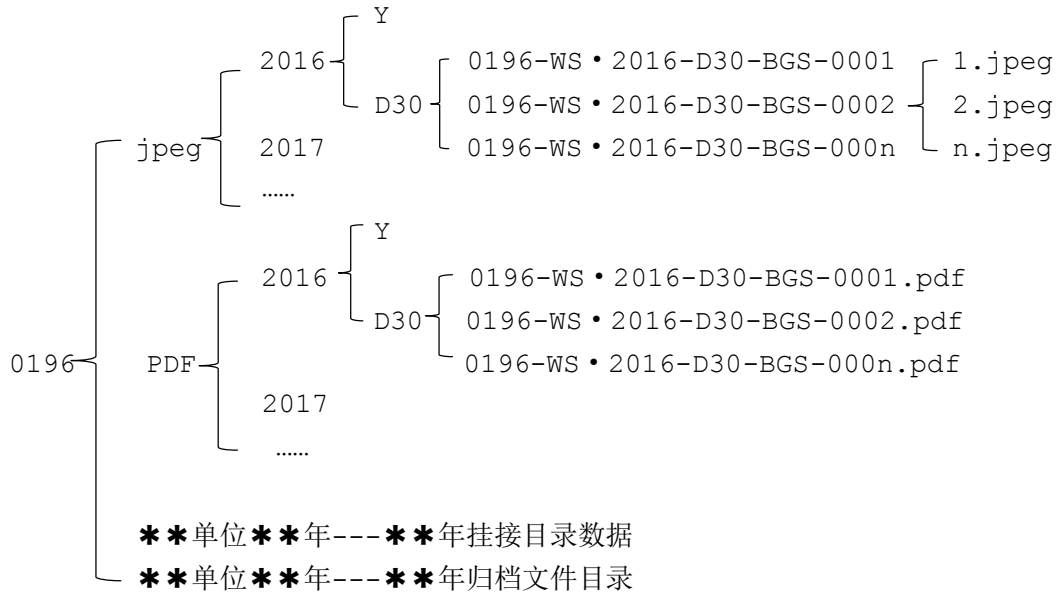 Y
2016
0196-WS•2016-D30-BGS-0001 1.jpeg
D30 0196-WS•2016-D30-BGS-0002 2.jpeg
jpeg 2017 0196-WS•2016-D30-BGS-000n n.jpeg
……
Y
2016 0196-WS•2016-D30-BGS-0001.pdf
D30 0196-WS•2016-D30-BGS-0002.pdf
0196 PDF 0196-WS•2016-D30-BGS-000n.pdf
2017
……
✱✱单位✱✱年---✱✱年挂接目录数据
✱✱单位✱✱年---✱✱年归档文件目录